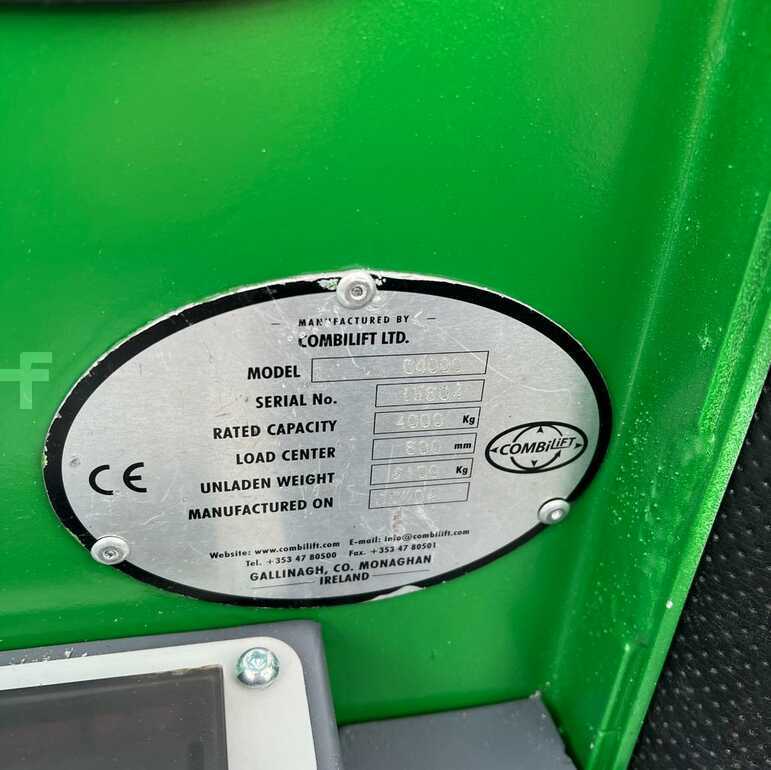 MANUFACTURED BY
COMBILIFT LTD.
MODEL C4000
SERIAL No.
RATED CAPACITY 4000 Kg
LOAD CENTER 600 mm
UNLADEN WEIGHT Kg
MANUFACTURED ON
CE
COMBiLIFT
Website: www.combilift.com E-mail: info@combilift.com
Tel. +353 47 80500 Fax. +353 47 80501
GALLINAGH, CO. MONAGHAN
IRELAND